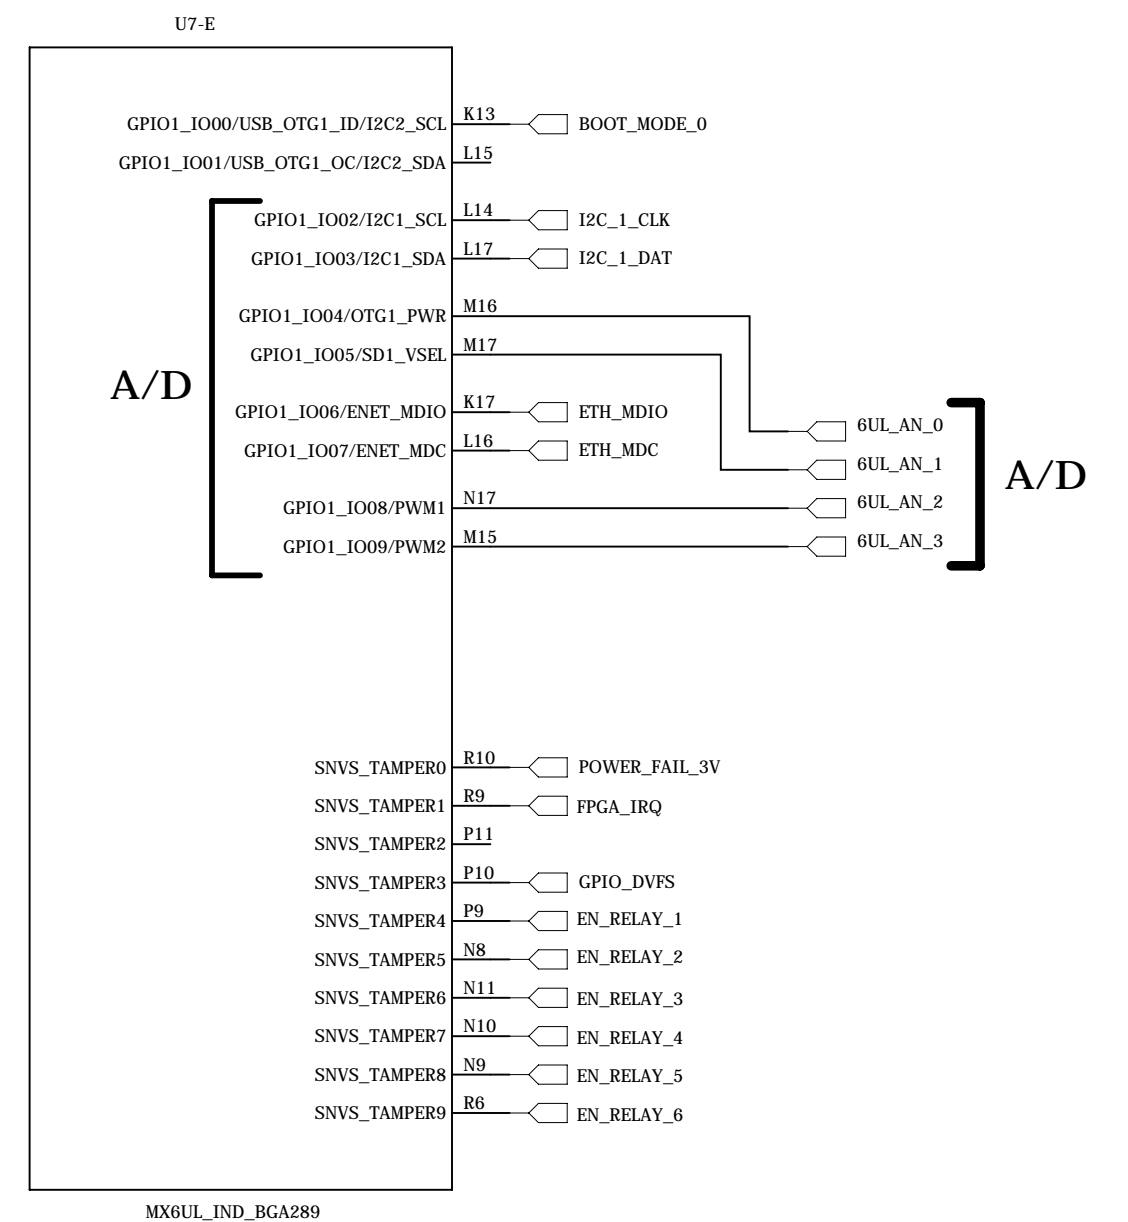 U7-E
GPIO1_IO00/USB_OTG1_ID/I2C2_SCL K13 BOOT_MODE_0
GPIO1_IO01/USB_OTG1_OC/I2C2_SDA L15
GPIO1_IO02/I2C1_SCL L14 I2C_1_CLK
GPIO1_IO03/I2C1_SDA L17 I2C_1_DAT
GPIO1_IO04/OTG1_PWR M16
GPIO1_IO05/SD1_VSEL M17
A/D
GPIO1_IO06/ENET_MDIO K17 ETH_MDIO
6UL_AN_0
GPIO1_IO07/ENET_MDC L16 ETH_MDC
6UL_AN_1
A/D
GPIO1_IO08/PWM1 N17 6UL_AN_2
GPIO1_IO09/PWM2 M15 6UL_AN_3
SNVS_TAMPER0 R10 POWER_FAIL_3V
SNVS_TAMPER1 R9 FPGA_IRQ
SNVS_TAMPER2 P11
SNVS_TAMPER3 P10 GPIO_DVFS
SNVS_TAMPER4 P9 EN_RELAY_1
SNVS_TAMPER5 N8 EN_RELAY_2
SNVS_TAMPER6 N11 EN_RELAY_3
SNVS_TAMPER7 N10 EN_RELAY_4
SNVS_TAMPER8 N9 EN_RELAY_5
SNVS_TAMPER9 R6 EN_RELAY_6
MX6UL_IND_BGA289